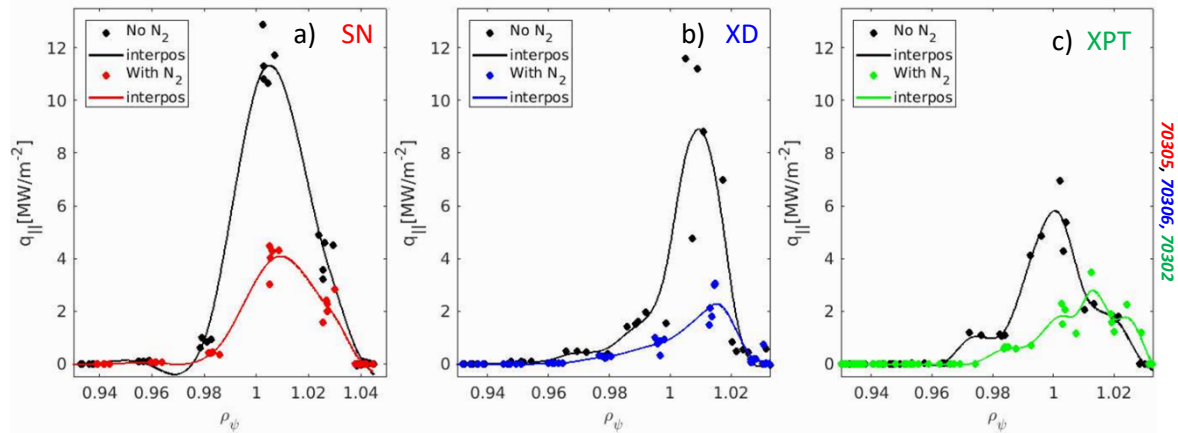 a) SN
No N2
interpos
With N2
interpos
q||[MW/m-2]
12
10
8
6
4
2
0
0.94 0.96 0.98 1 1.02 1.04
ρψ
b) XD
No N2
interpos
With N2
interpos
q||[MW/m-2]
12
10
8
6
4
2
0
0.94 0.96 0.98 1 1.02
ρψ
c) XPT
No N2
interpos
With N2
interpos
q||[MW/m-2]
12
10
8
6
4
2
0
0.94 0.96 0.98 1 1.02
ρψ
70305, 70306, 70302